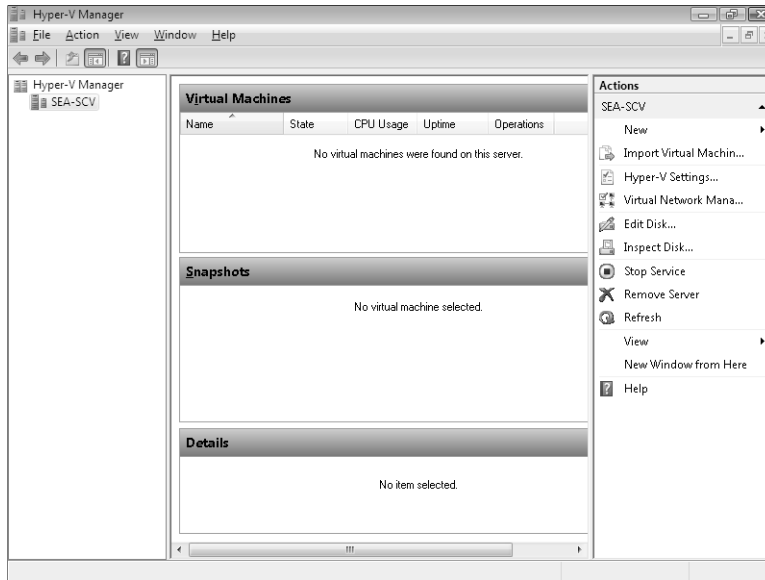 Hyper-V Manager
File Action View Window Help
Hyper-V Manager
SEA-SCV
Virtual Machines
Name State CPU Usage Uptime Operations
No virtual machines were found on this server.
Snapshots
No virtual machine selected.
Details
No item selected.
Actions
SEA-SCV
New
Import Virtual Machin...
Hyper-V Settings...
Virtual Network Mana...
Edit Disk...
Inspect Disk...
Stop Service
Remove Server
Refresh
View
New Window from Here
Help